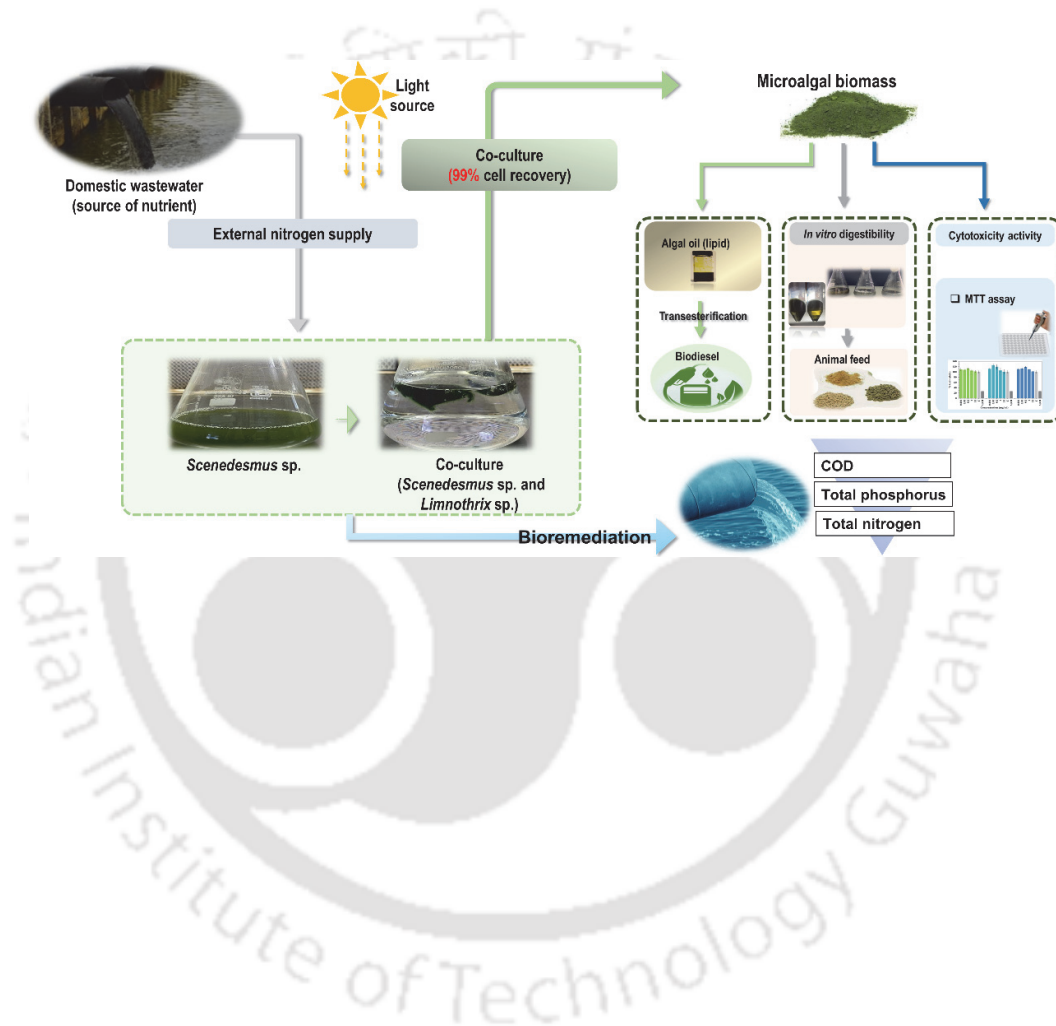 Light
source
Microalgal biomass
Co-culture
(99% cell recovery)
Domestic wastewater
(source of nutrient)
External nitrogen supply
Algal oil (lipid)
In vitro digestibility
Cytotoxicity activity
MTT assay
Transesterification
Biodiesel
Animal feed
Scenedesmus sp.
Co-culture
(Scenedesmus sp. and
Limnothrix sp.)
COD
Total phosphorus
Total nitrogen
Bioremediation
Indian Institute of Technology Guwaha